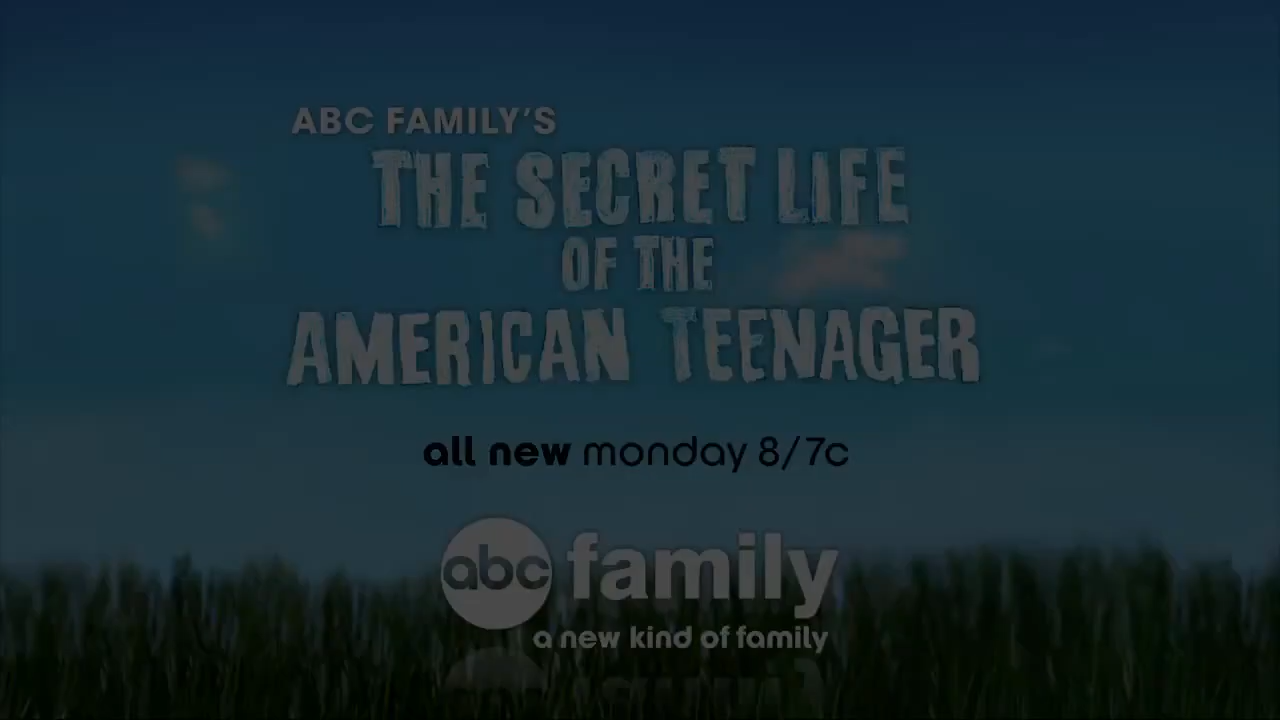 ABC FAMILY'S
THE SECRET LIFE
OF THE
AMERICAN TEENAGER
all new monday 8/7c
abc family
a new kind of family